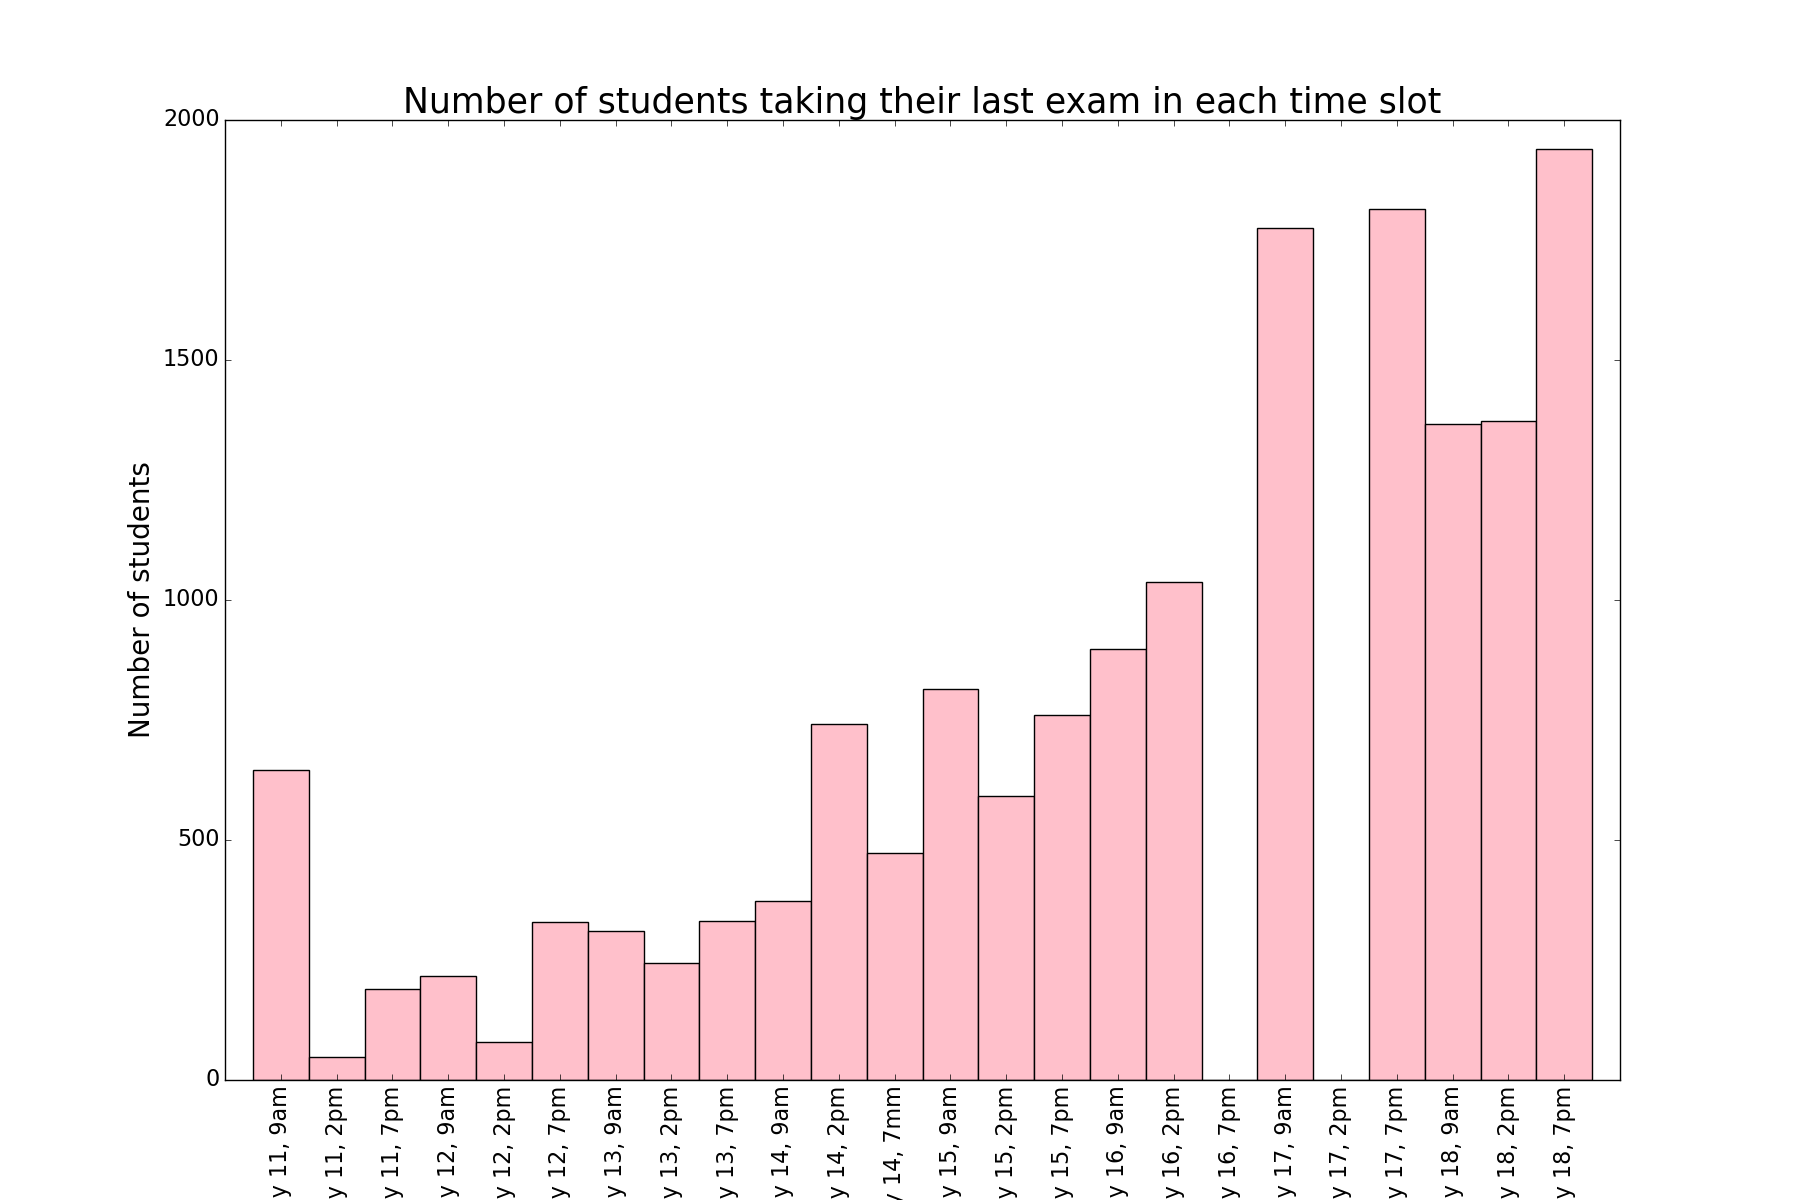 Number of students taking their last exam in each time slot
Number of students
2000
1500
1000
500
0
y 11, 9am
y 11, 2pm
y 11, 7pm
y 12, 9am
y 12, 2pm
y 12, 7pm
y 13, 9am
y 13, 2pm
y 13, 7pm
y 14, 9am
y 14, 2pm
y 14, 7mm
y 15, 9am
y 15, 2pm
y 15, 7pm
y 16, 9am
y 16, 2pm
y 16, 7pm
y 17, 9am
y 17, 2pm
y 17, 7pm
y 18, 9am
y 18, 2pm
y 18, 7pm